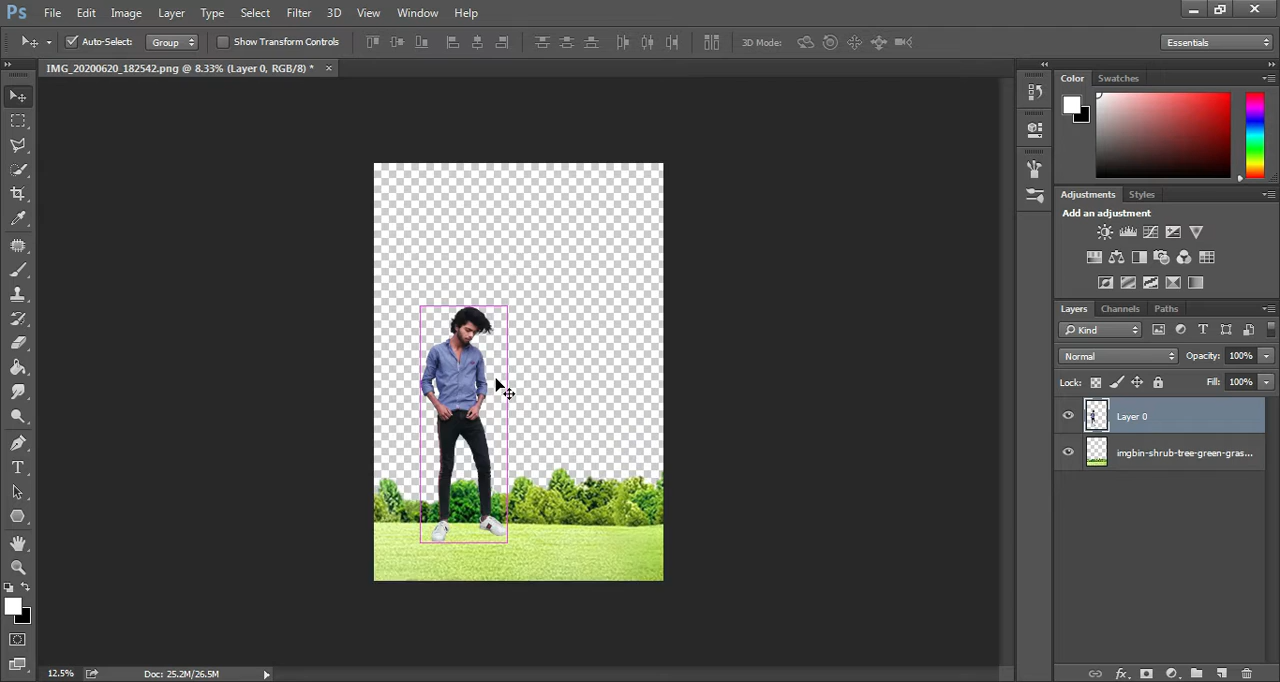 Ps File Edit Image Layer Type Select Filter 3D View Window Help
Auto-Select: Group Show Transform Controls 3D Mode: Essentials
IMG_20200620_182542.png @ 8.33% (Layer 0, RGB/8) * ×
Color Swatches
Adjustments Styles
Add an adjustment
Layers Channels Paths
Kind
Normal Opacity: 100%
Lock: Fill: 100%
Layer 0
imgbin-shrub-tree-green-gras...
12.5% Doc: 25.2M/26.5M